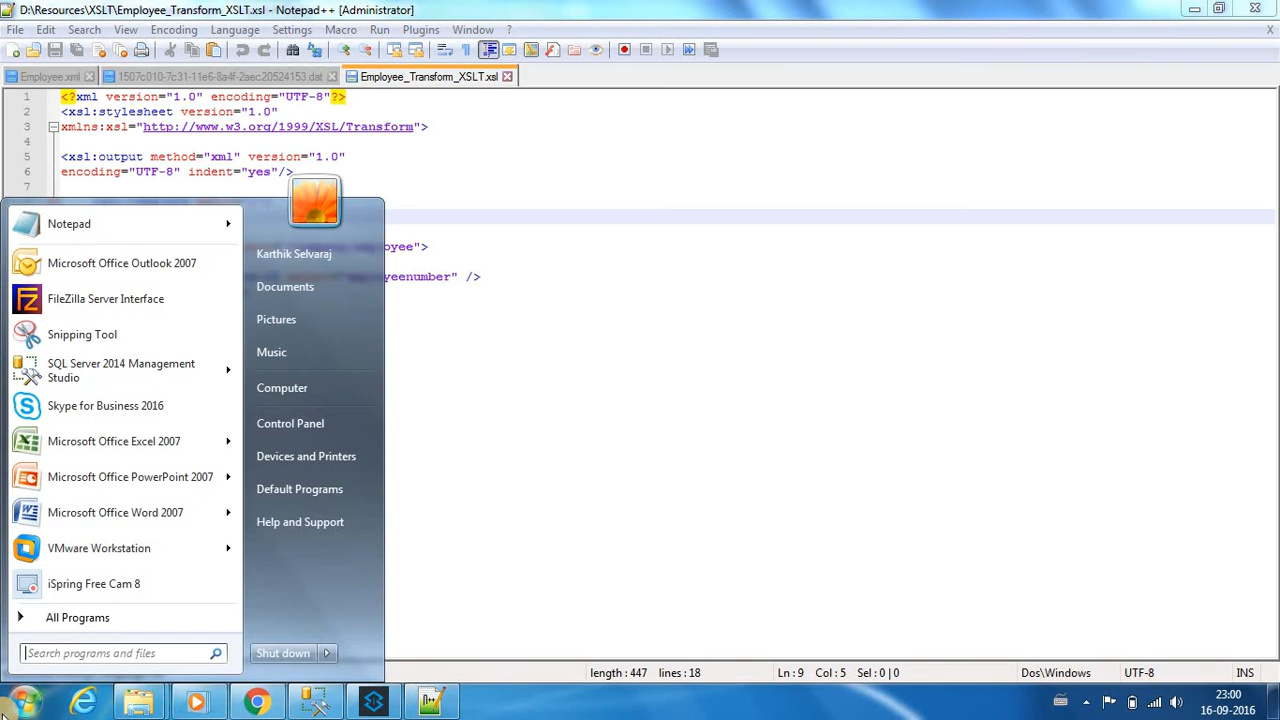 D:\Resources\XSLT\Employee_Transform_XSLT.xsl - Notepad++ [Administrator]
File Edit Search View Encoding Language Settings Macro Run Plugins Window ? X
Employee.xml 1507c010-7c31-11e6-8a4f-2aec20524153.dat Employee_Transform_XSLT.xsl
1 <?xml version="1.0" encoding="UTF-8"?>
2 <xsl:stylesheet version="1.0"
3 xmlns:xsl="http://www.w3.org/1999/XSL/Transform">
4
5 <xsl:output method="xml" version="1.0"
6 encoding="UTF-8" indent="yes"/>
7
">
" />
Notepad
Microsoft Office Outlook 2007
FileZilla Server Interface
Snipping Tool
SQL Server 2014 Management
Studio
Skype for Business 2016
Microsoft Office Excel 2007
Microsoft Office PowerPoint 2007
Microsoft Office Word 2007
VMware Workstation
iSpring Free Cam 8
All Programs
Search programs and files
Karthik Selvaraj
Documents
Pictures
Music
Computer
Control Panel
Devices and Printers
Default Programs
Help and Support
Shut down
length : 447 lines : 18 Ln : 9 Col : 5 Sel : 0 | 0 Dos\Windows UTF-8 INS
23:00
16-09-2016